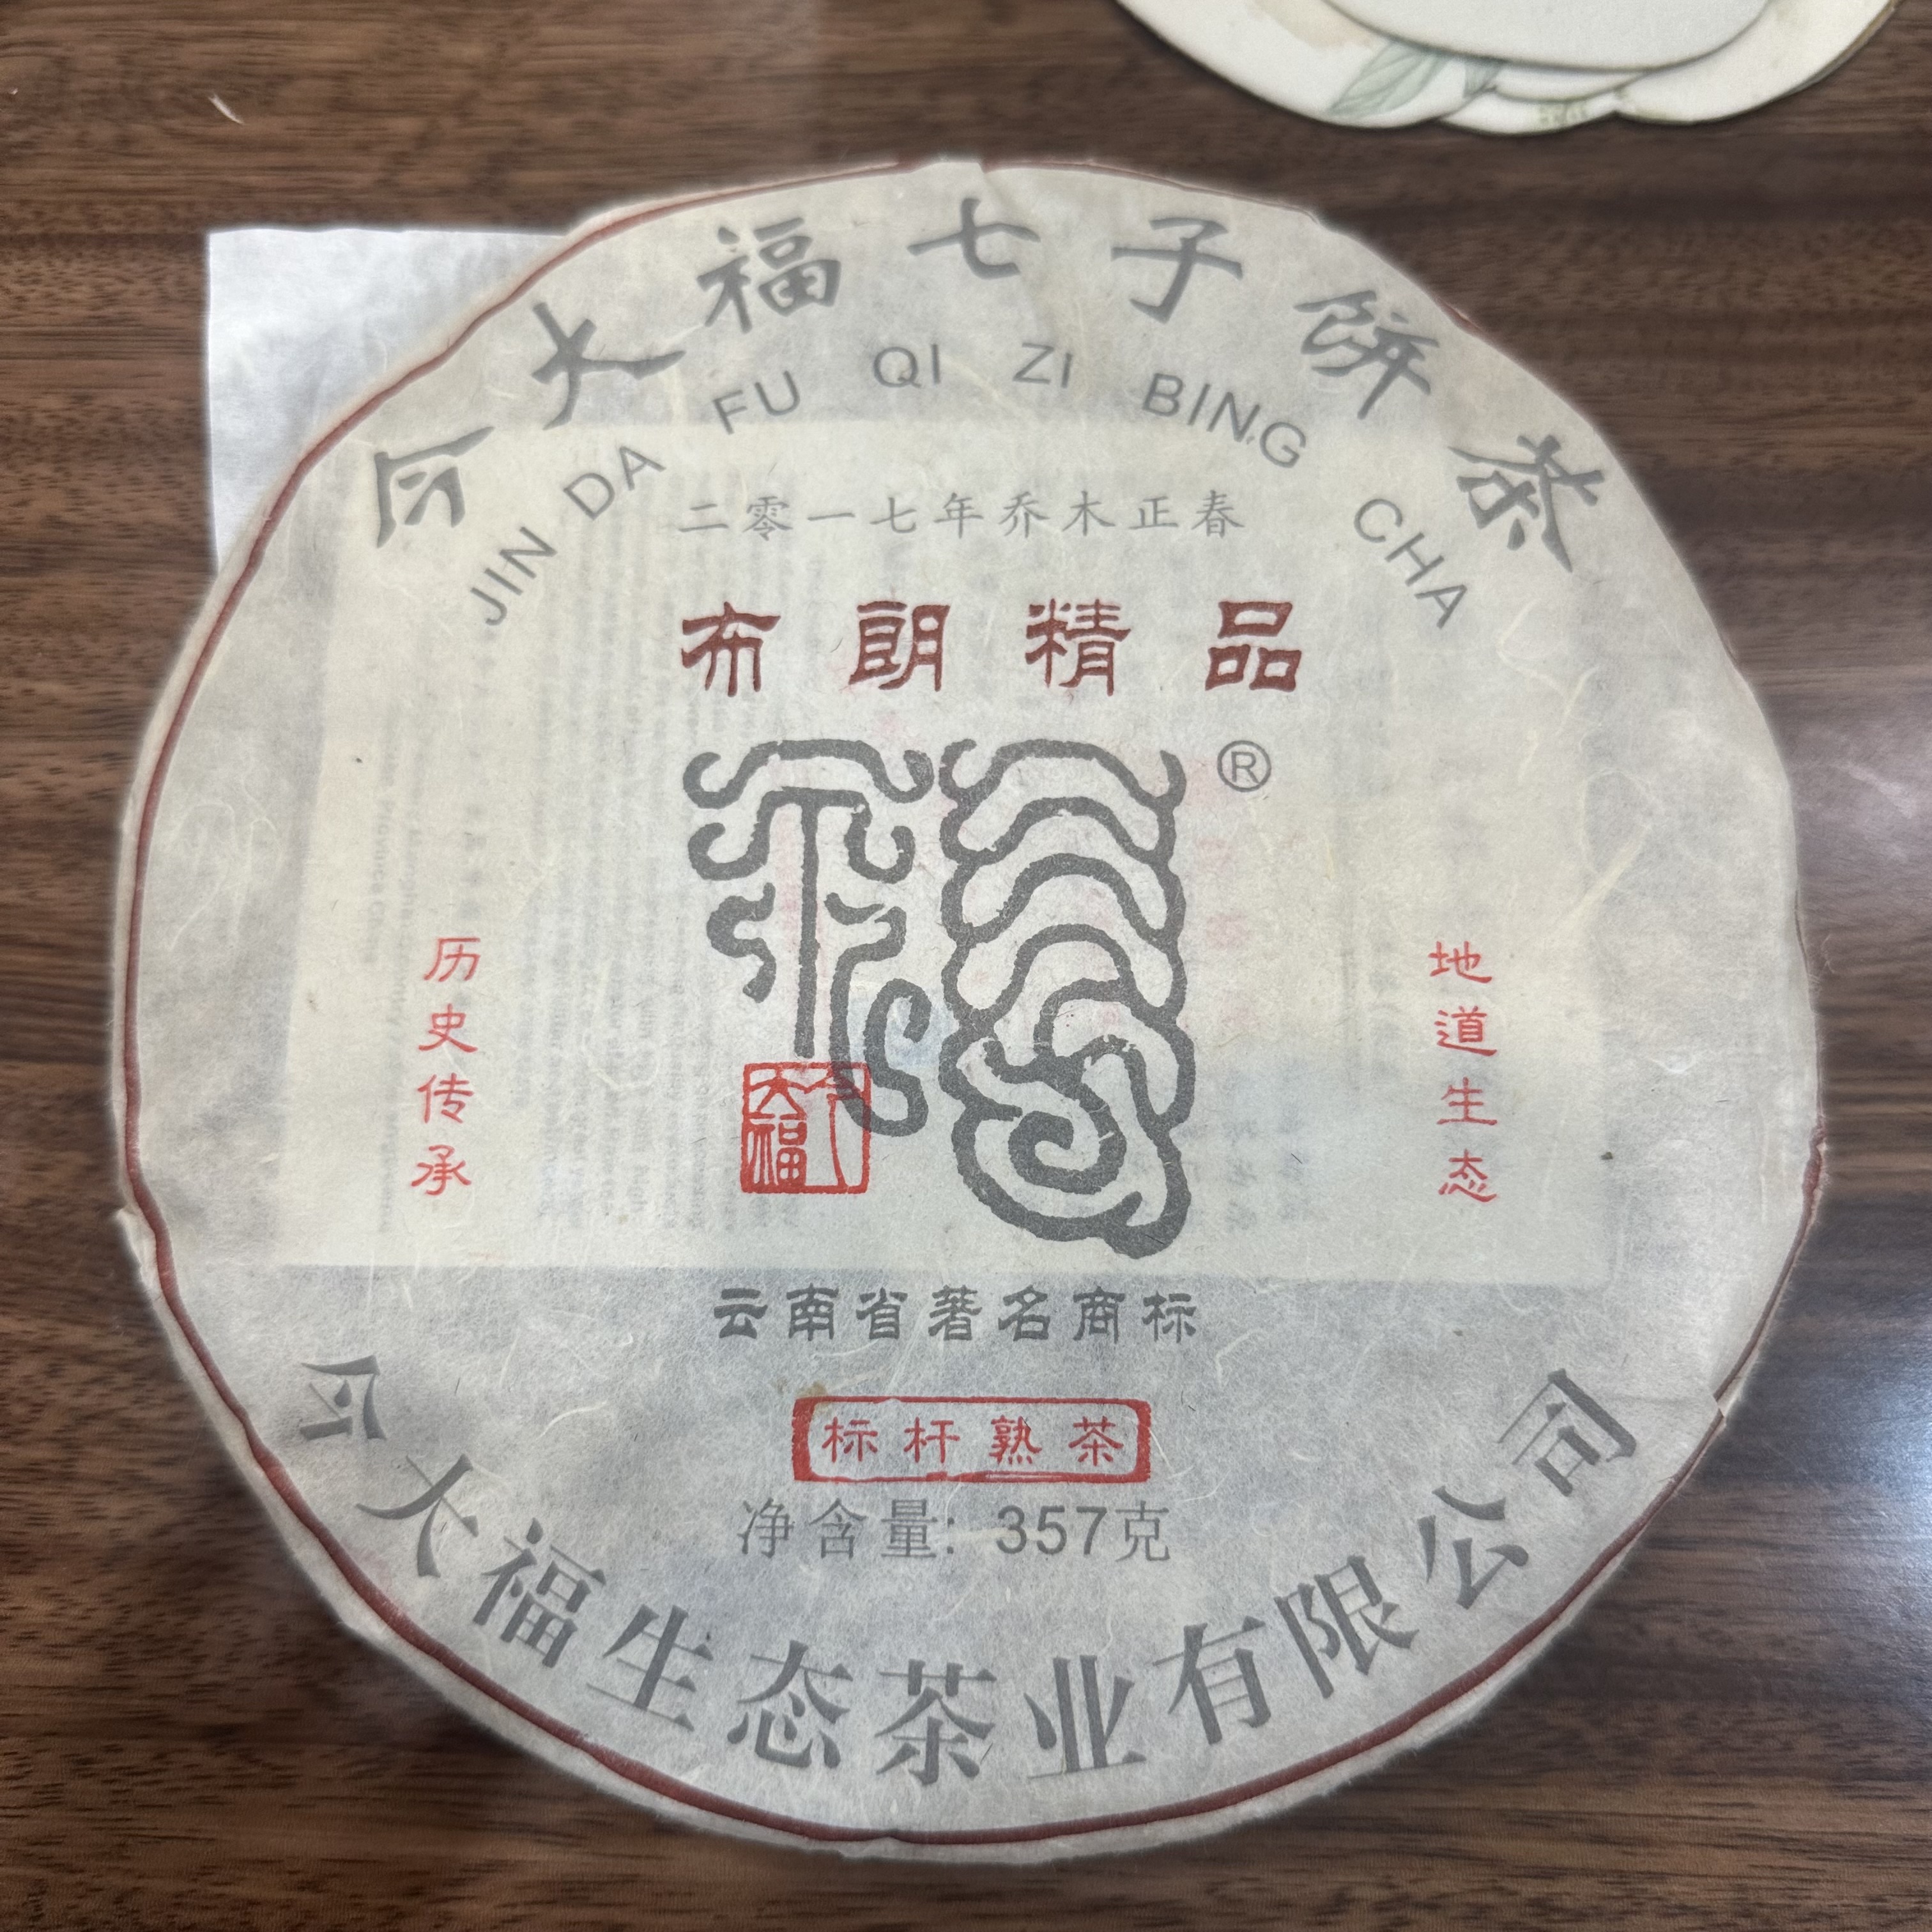 今大福七子饼茶
JIN DA FU QI ZI BING CHA
二零一七年乔木正春
布朗精品
®
历史传承
地道生态
今大福
云南省著名商标
标杆熟茶
净含量: 357克
今大福生态茶业有限公司